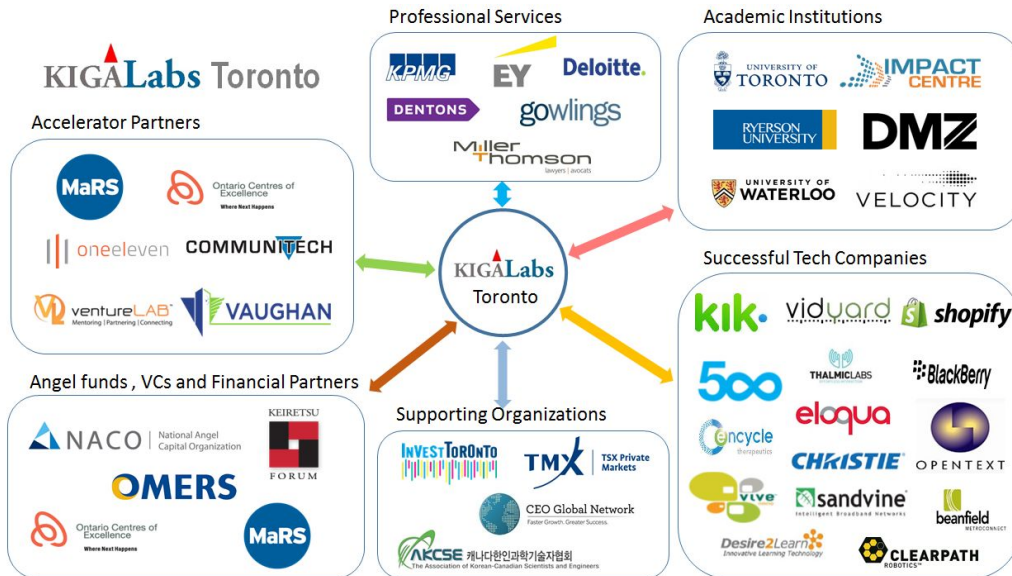 KIGALabs Toronto
Professional Services
KPMG
EY
Deloitte.
DENTONS
gowlings
Miller
Thomson
lawyers | avocats
Academic Institutions
UNIVERSITY OF
TORONTO
IMPACT
CENTRE
RYERSON
UNIVERSITY
DMZ
UNIVERSITY OF
WATERLOO
VELOCITY
Accelerator Partners
MaRS
Ontario Centres of
Excellence
Where Next Happens
oneeleven
COMMUNITECH
ventureLAB™
Mentoring | Partnering | Connecting
VAUGHAN
KIGALabs
Toronto
Successful Tech Companies
kik.
vidyard
shopify
500
THALMICLABS
BlackBerry
encycle
therapeutics
eloqua
OPENTEXT
CHRISTIE®
vive
sandvine®
Intelligent Broadband Networks
beanfield
METROCONNECT
Desire2Learn
Innovative Learning Technology
CLEARPATH
ROBOTICS™
Angel funds , VCs and Financial Partners
NACO
National Angel
Capital Organization
KEIRETSU
FORUM
OMERS
Ontario Centres of
Excellence
Where Next Happens
MaRS
Supporting Organizations
INVEST TORONTO
TMX
TSX Private
Markets
CEO Global Network
Faster Growth. Greater Success.
AKCSE 캐나다한인과학기술자협회
The Association of Korean-Canadian Scientists and Engineers